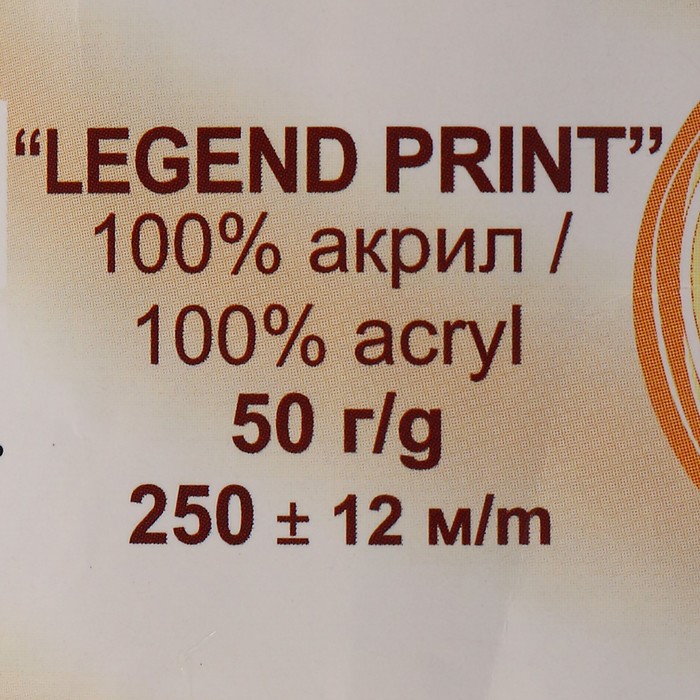 “LEGEND PRINT”
100% акрил /
100% acryl
50 г/g
250 ± 12 м/m